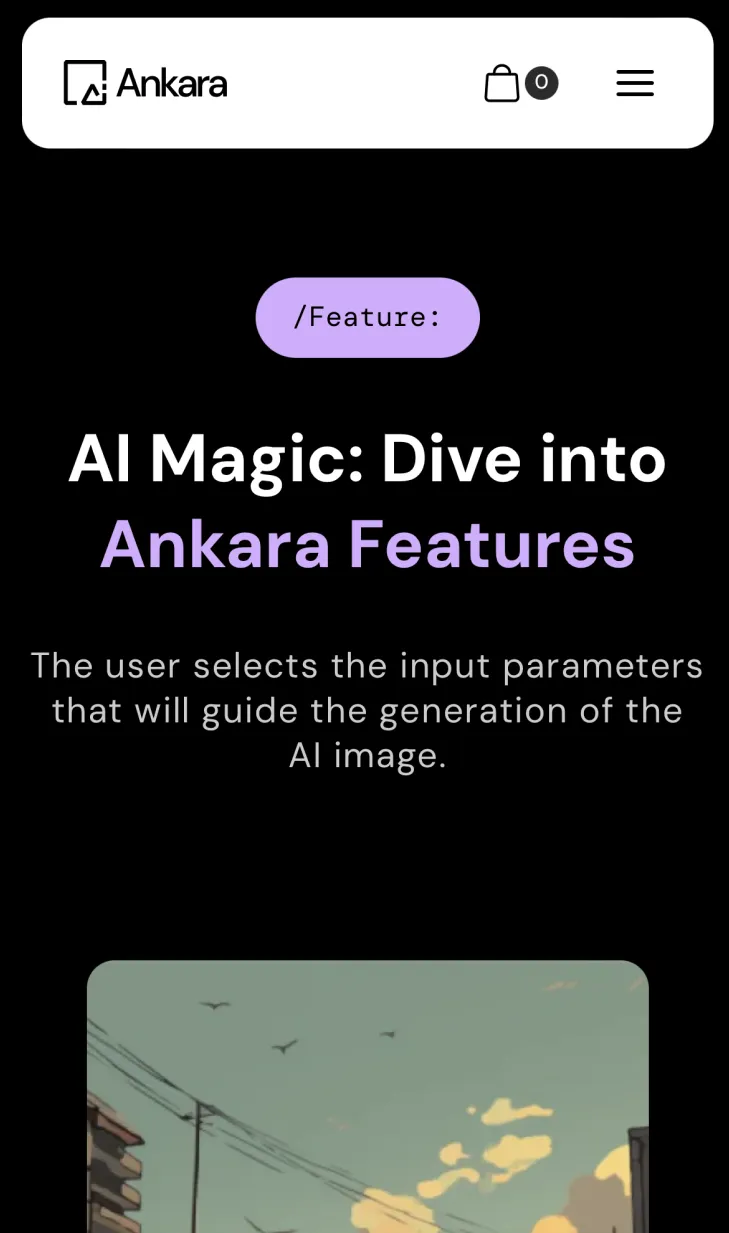 Ankara
0
/Feature:
AI Magic: Dive into
Ankara Features
The user selects the input parameters
that will guide the generation of the
AI image.